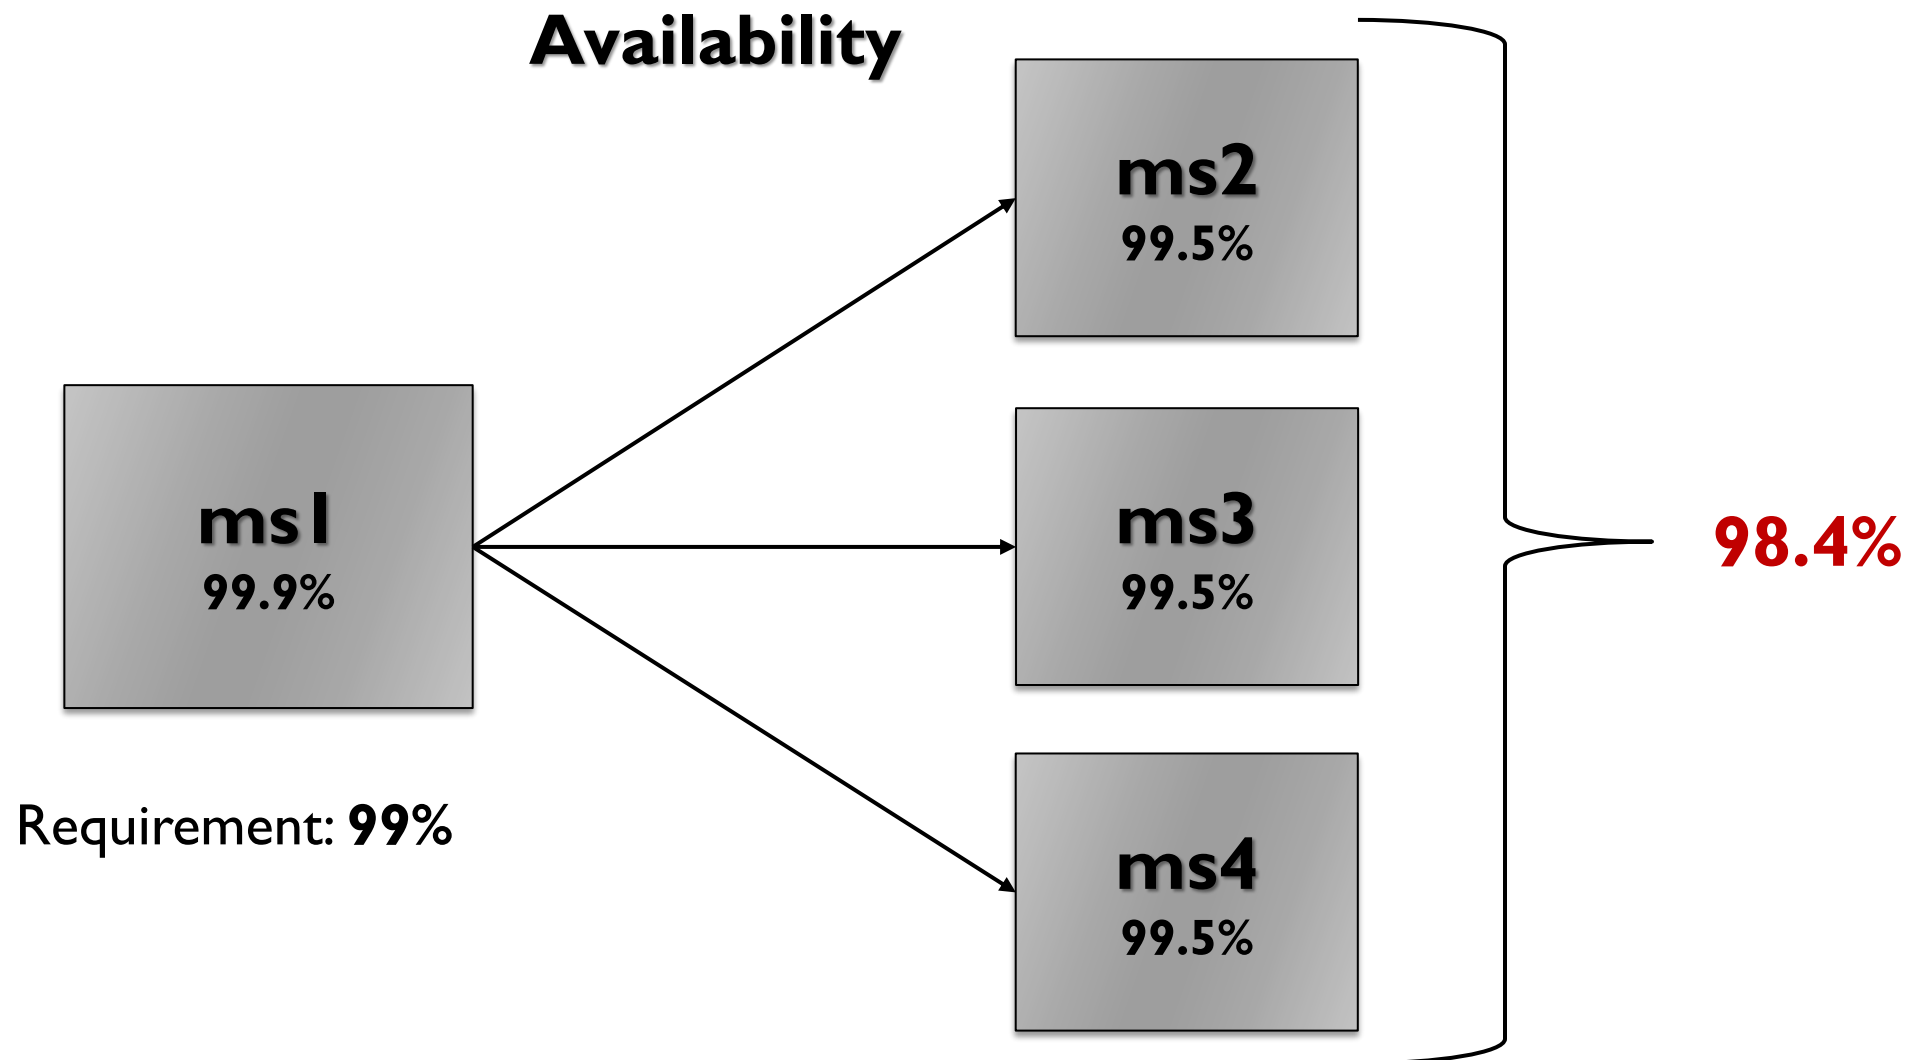 Availability
ms1
99.9%
Requirement: 99%
ms2
99.5%
ms3
99.5%
ms4
99.5%
98.4%